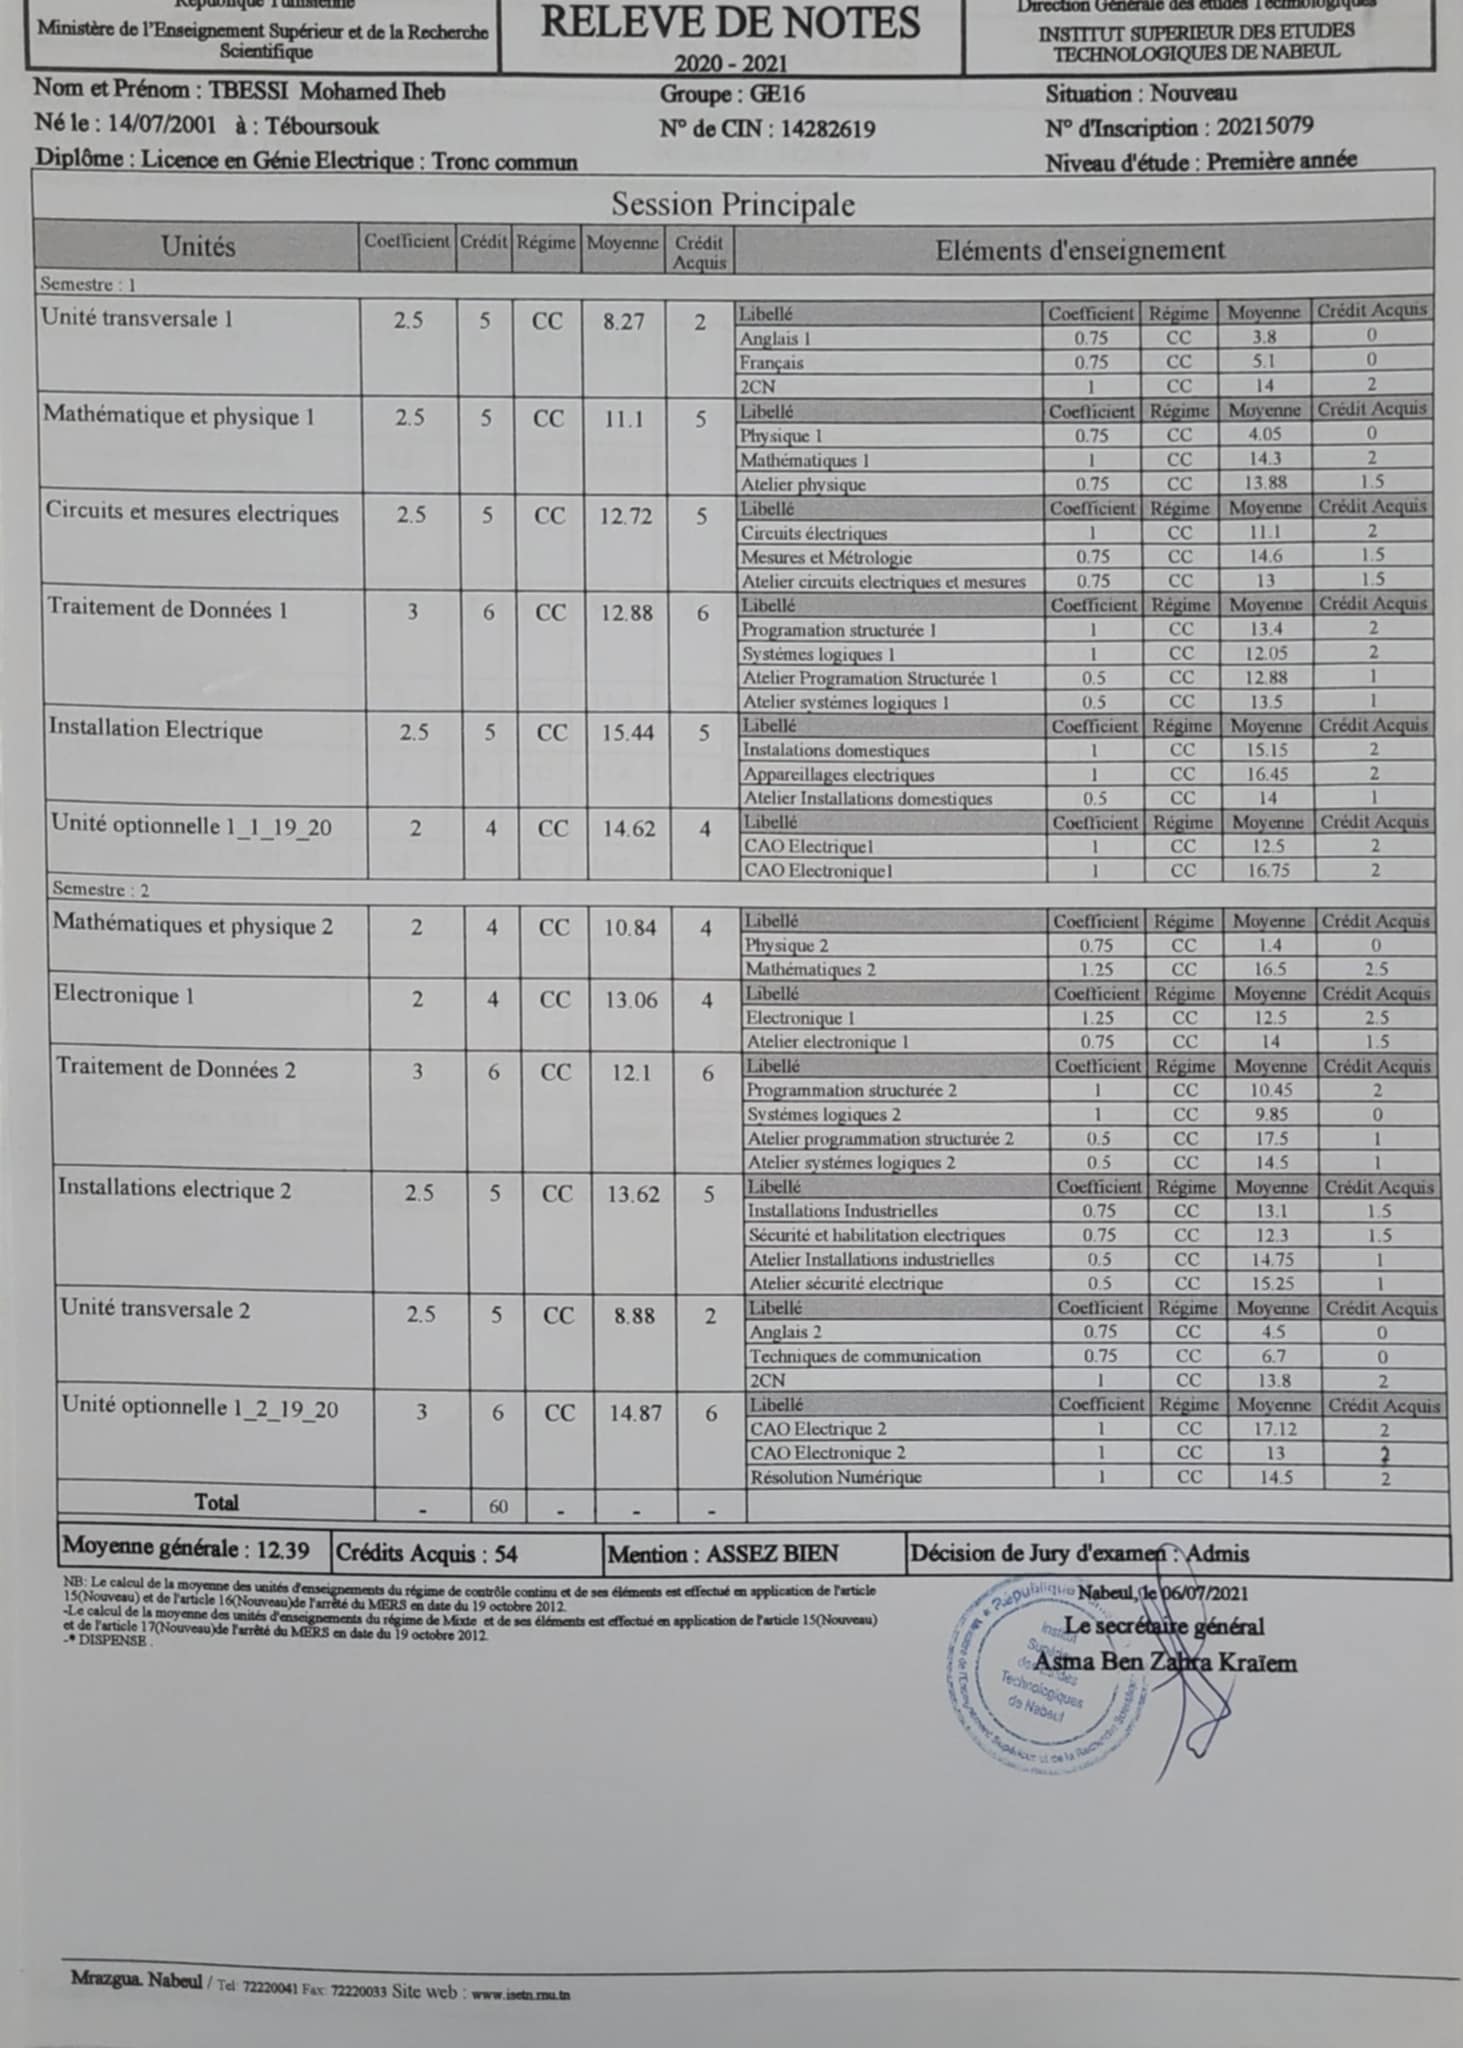 République Tunisienne
Ministère de l'Enseignement Supérieur et de la Recherche
Scientifique
RELEVE DE NOTES
2020 - 2021
Direction Générale des études Technologiques
INSTITUT SUPERIEUR DES ETUDES
TECHNOLOGIQUES DE NABEUL
Nom et Prénom : TBESSI Mohamed Iheb Groupe : GE16 Situation : Nouveau
Né le : 14/07/2001 à : Téboursouk N° de CIN : 14282619 N° d'Inscription : 20215079
Diplôme : Licence en Génie Electrique : Tronc commun Niveau d'étude : Première année
Session Principale
Unités Coefficient Crédit Régime Moyenne Crédit Acquis Eléments d'enseignement
Semestre : 1
Unité transversale 1 2.5 5 CC 8.27 2 Libellé Coefficient Régime Moyenne Crédit Acquis
Anglais 1 0.75 CC 3.8 0
Français 0.75 CC 5.1 0
2CN 1 CC 14 2
Mathématique et physique 1 2.5 5 CC 11.1 5 Libellé Coefficient Régime Moyenne Crédit Acquis
Physique 1 0.75 CC 4.05 0
Mathématiques 1 1 CC 14.3 2
Atelier physique 0.75 CC 13.88 1.5
Circuits et mesures electriques 2.5 5 CC 12.72 5 Libellé Coefficient Régime Moyenne Crédit Acquis
Circuits électriques 1 CC 11.1 2
Mesures et Métrologie 0.75 CC 14.6 1.5
Atelier circuits electriques et mesures 0.75 CC 13 1.5
Traitement de Données 1 3 6 CC 12.88 6 Libellé Coefficient Régime Moyenne Crédit Acquis
Programation structurée 1 1 CC 13.4 2
Systémes logiques 1 1 CC 12.05 2
Atelier Programation Structurée 1 0.5 CC 12.88 1
Atelier systémes logiques 1 0.5 CC 13.5 1
Installation Electrique 2.5 5 CC 15.44 5 Libellé Coefficient Régime Moyenne Crédit Acquis
Instalations domestiques 1 CC 15.15 2
Appareillages electriques 1 CC 16.45 2
Atelier Installations domestiques 0.5 CC 14 1
Unité optionnelle 1_1_19_20 2 4 CC 14.62 4 Libellé Coefficient Régime Moyenne Crédit Acquis
CAO Electrique1 1 CC 12.5 2
CAO Electronique1 1 CC 16.75 2
Semestre : 2
Mathématiques et physique 2 2 4 CC 10.84 4 Libellé Coefficient Régime Moyenne Crédit Acquis
Physique 2 0.75 CC 1.4 0
Mathématiques 2 1.25 CC 16.5 2.5
Electronique 1 2 4 CC 13.06 4 Libellé Coefficient Régime Moyenne Crédit Acquis
Electronique 1 1.25 CC 12.5 2.5
Atelier electronique 1 0.75 CC 14 1.5
Traitement de Données 2 3 6 CC 12.1 6 Libellé Coefficient Régime Moyenne Crédit Acquis
Programmation structurée 2 1 CC 10.45 2
Systémes logiques 2 1 CC 9.85 0
Atelier programmation structurée 2 0.5 CC 17.5 1
Atelier systémes logiques 2 0.5 CC 14.5 1
Installations electrique 2 2.5 5 CC 13.62 5 Libellé Coefficient Régime Moyenne Crédit Acquis
Installations Industrielles 0.75 CC 13.1 1.5
Sécurité et habilitation electriques 0.75 CC 12.3 1.5
Atelier Installations industrielles 0.5 CC 14.75 1
Atelier sécurité electrique 0.5 CC 15.25 1
Unité transversale 2 2.5 5 CC 8.88 2 Libellé Coefficient Régime Moyenne Crédit Acquis
Anglais 2 0.75 CC 4.5 0
Techniques de communication 0.75 CC 6.7 0
2CN 1 CC 13.8 2
Unité optionnelle 1_2_19_20 3 6 CC 14.87 6 Libellé Coefficient Régime Moyenne Crédit Acquis
CAO Electrique 2 1 CC 17.12 2
CAO Electronique 2 1 CC 13 2
Résolution Numérique 1 CC 14.5 2
Total - 60 - - -
Moyenne générale : 12.39 Crédits Acquis : 54 Mention : ASSEZ BIEN Décision de Jury d'examen : Admis
NB: Le calcul de la moyenne des unités d'enseignements du régime de contrôle continu et de ses éléments est effectué en application de l'article
15(Nouveau) et de l'article 16(Nouveau)de l'arrêté du MERS en date du 19 octobre 2012.
-Le calcul de la moyenne des unités d'enseignements du régime de Mixte et de ses éléments est effectué en application de l'article 15(Nouveau)
et de l'article 17(Nouveau)de l'arrêté du MERS en date du 19 octobre 2012.
-* DISPENSE .
Nabeul, le 06/07/2021
Le secrétaire général
Asma Ben Zahra Kraïem
Institut
Supérieur
des Etudes
Technologiques
de Nabeul
Mrazgua. Nabeul / Tel: 72220041 Fax: 72220033 Site web : www.isetn.rnu.tn